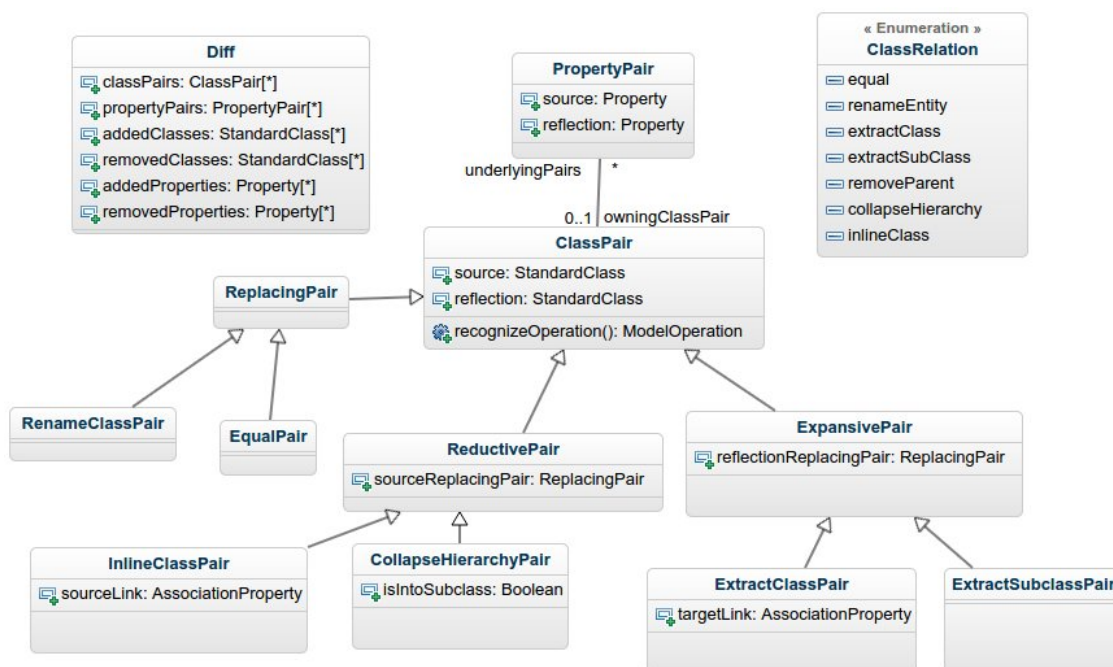 Diff
classPairs: ClassPair[*]
propertyPairs: PropertyPair[*]
addedClasses: StandardClass[*]
removedClasses: StandardClass[*]
addedProperties: Property[*]
removedProperties: Property[*]
PropertyPair
source: Property
reflection: Property
underlyingPairs *
0..1 owningClassPair
« Enumeration »
ClassRelation
equal
renameEntity
extractClass
extractSubClass
removeParent
collapseHierarchy
inlineClass
ClassPair
source: StandardClass
reflection: StandardClass
recognizeOperation(): ModelOperation
ReplacingPair
RenameClassPair
EqualPair
ReductivePair
sourceReplacingPair: ReplacingPair
ExpansivePair
reflectionReplacingPair: ReplacingPair
InlineClassPair
sourceLink: AssociationProperty
CollapseHierarchyPair
isIntoSubclass: Boolean
ExtractClassPair
targetLink: AssociationProperty
ExtractSubclassPair